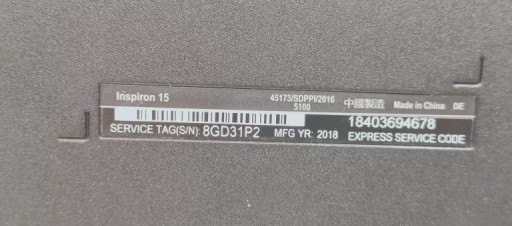 Inspiron 15 45173/SDPPI/2016 中國製造 Made in China DE
5100
18403694678
SERVICE TAG(S/N): 8GD31P2 MFG YR: 2018 EXPRESS SERVICE CODE